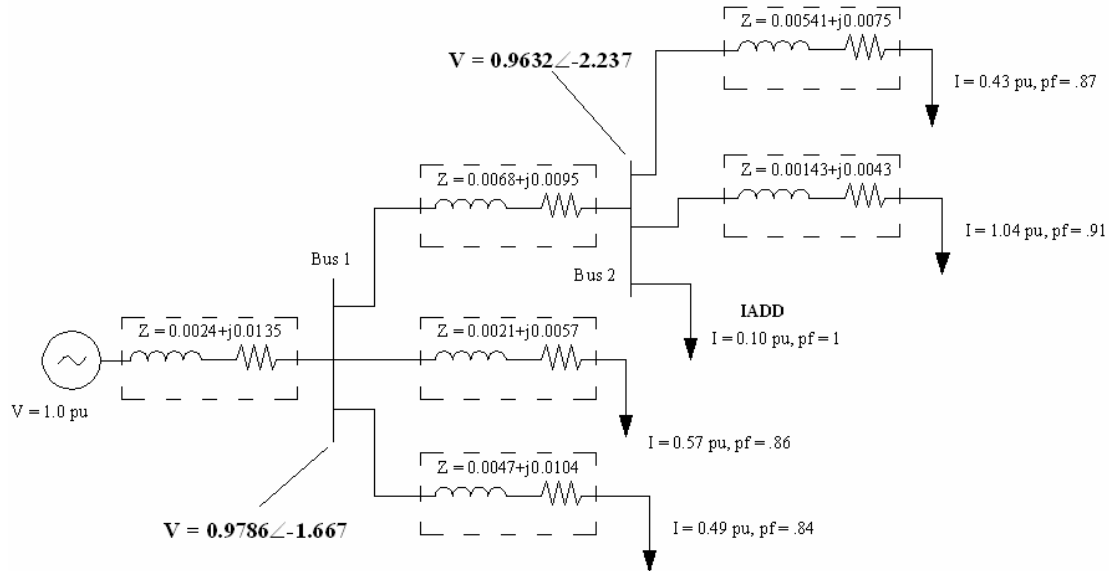 Z = 0.00541+j0.0075
V = 0.9632∠-2.237
I = 0.43 pu, pf = .87
Z = 0.0068+j0.0095
Z = 0.00143+j0.0043
I = 1.04 pu, pf = .91
Bus 1
Bus 2
IADD
I = 0.10 pu, pf = 1
Z = 0.0024+j0.0135
Z = 0.0021+j0.0057
V = 1.0 pu
I = 0.57 pu, pf = .86
Z = 0.0047+j0.0104
V = 0.9786∠-1.667
I = 0.49 pu, pf = .84